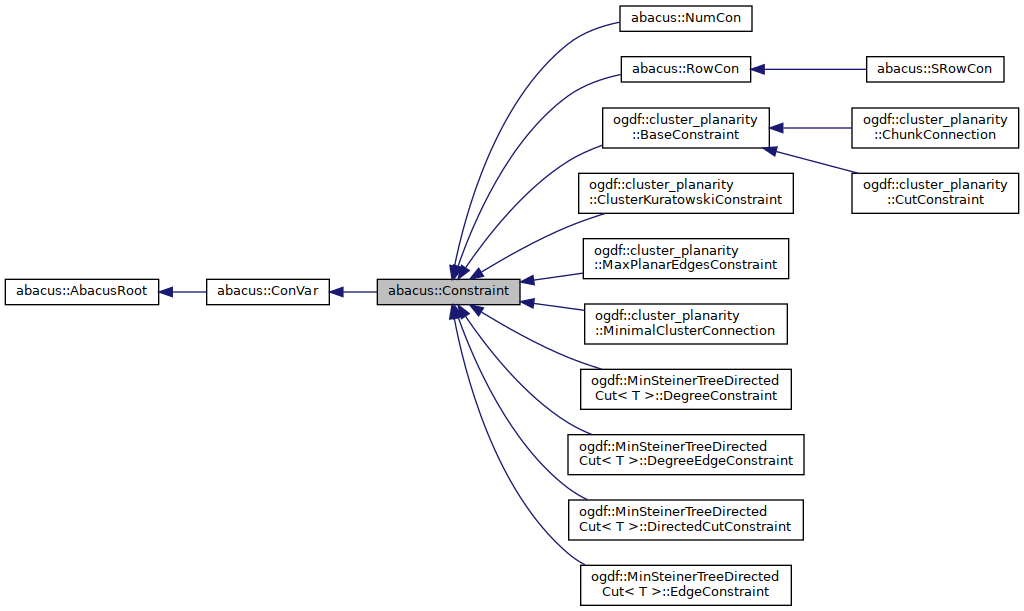 abacus::NumCon
abacus::RowCon
abacus::SRowCon
ogdf::cluster_planarity
::BaseConstraint
ogdf::cluster_planarity
::ChunkConnection
ogdf::cluster_planarity
::ClusterKuratowskiConstraint
ogdf::cluster_planarity
::CutConstraint
ogdf::cluster_planarity
::MaxPlanarEdgesConstraint
abacus::AbacusRoot
abacus::ConVar
abacus::Constraint
ogdf::cluster_planarity
::MinimalClusterConnection
ogdf::MinSteinerTreeDirected
Cut< T >::DegreeConstraint
ogdf::MinSteinerTreeDirected
Cut< T >::DegreeEdgeConstraint
ogdf::MinSteinerTreeDirected
Cut< T >::DirectedCutConstraint
ogdf::MinSteinerTreeDirected
Cut< T >::EdgeConstraint